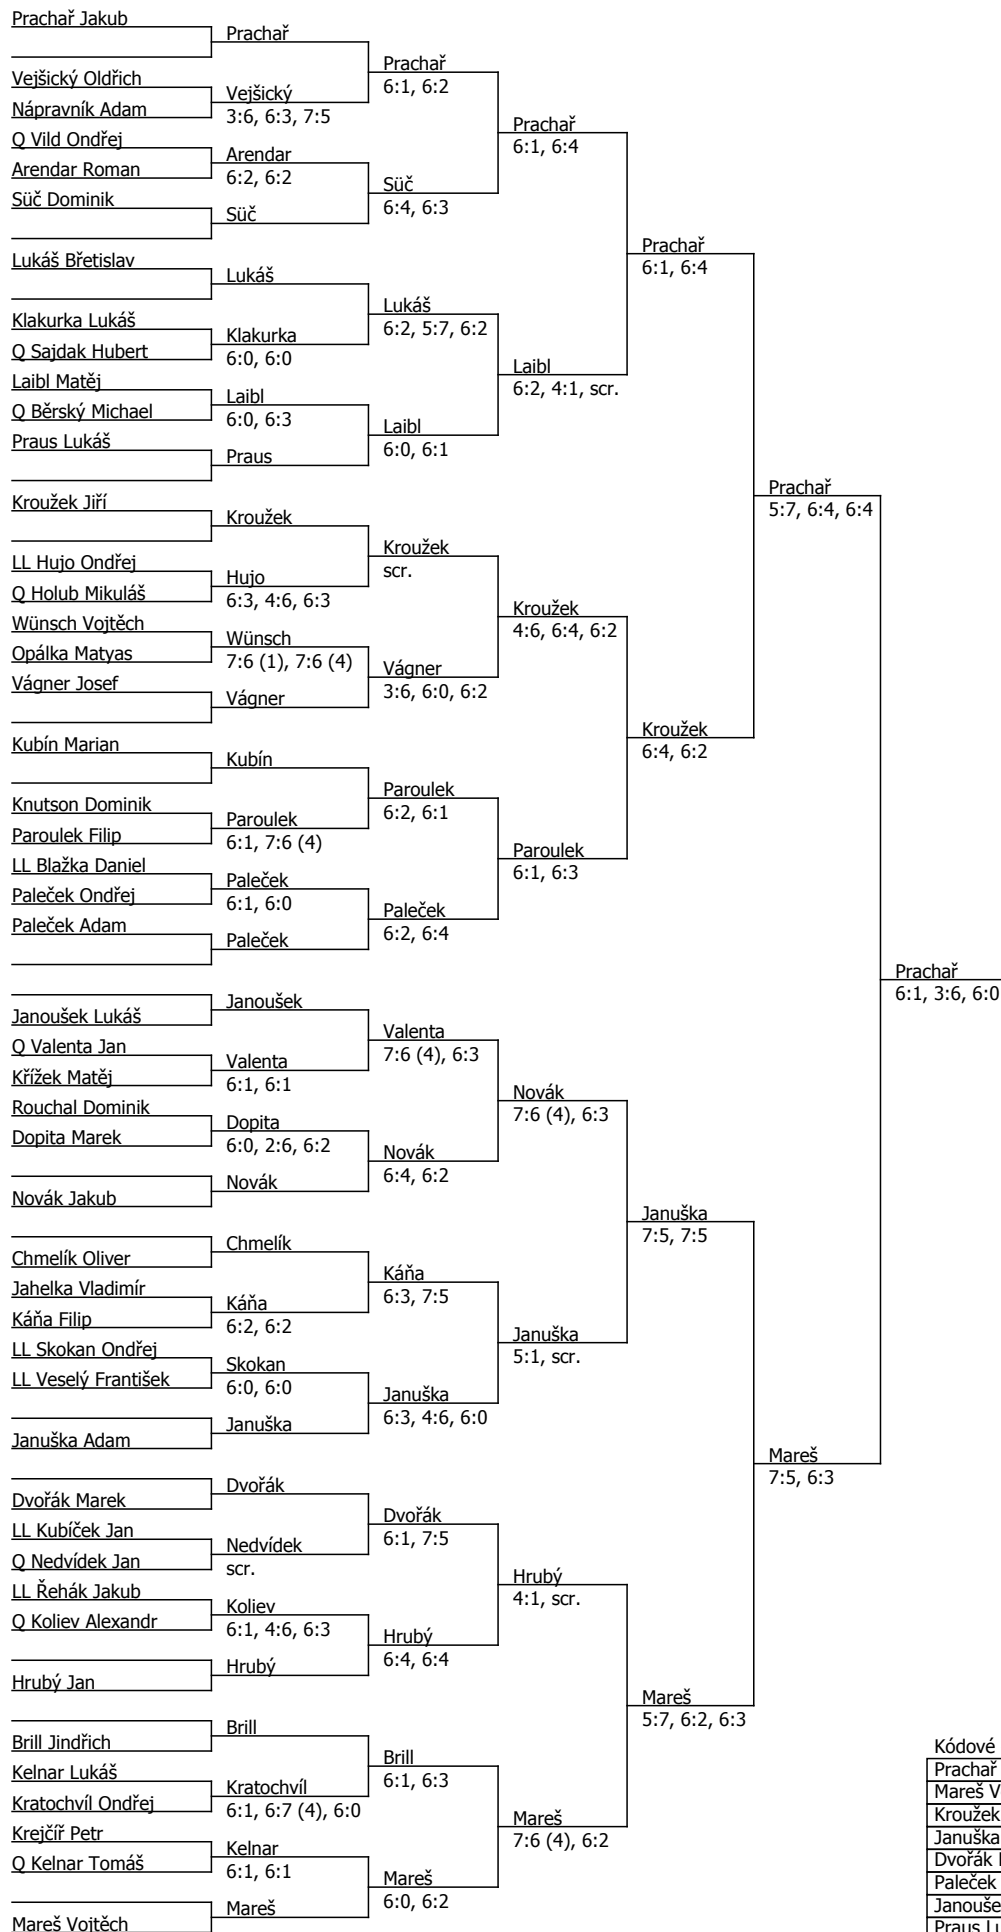 Prachař Jakub
Vejšický Oldřich
Nápravník Adam
Q Vild Ondřej
Arendar Roman
Süč Dominik
Lukáš Břetislav
Klakurka Lukáš
Q Sajdak Hubert
Laibl Matěj
Q Běrský Michael
Praus Lukáš
Kroužek Jiří
LL Hujo Ondřej
Q Holub Mikuláš
Wünsch Vojtěch
Opálka Matyas
Vágner Josef
Kubín Marian
Knutson Dominik
Paroulek Filip
LL Blažka Daniel
Paleček Ondřej
Paleček Adam
Janoušek Lukáš
Q Valenta Jan
Křížek Matěj
Rouchal Dominik
Dopita Marek
Novák Jakub
Chmelík Oliver
Jahelka Vladimír
Káňa Filip
LL Skokan Ondřej
LL Veselý František
Januška Adam
Dvořák Marek
LL Kubíček Jan
Q Nedvídek Jan
LL Řehák Jakub
Q Koliev Alexandr
Hrubý Jan
Brill Jindřich
Kelnar Lukáš
Kratochvíl Ondřej
Krejčíř Petr
Q Kelnar Tomáš
Mareš Vojtěch
Prachař
Vejšický
3:6, 6:3, 7:5
Arendar
6:2, 6:2
Süč
Lukáš
Klakurka
6:0, 6:0
Laibl
6:0, 6:3
Praus
Kroužek
Hujo
6:3, 4:6, 6:3
Wünsch
7:6 (1), 7:6 (4)
Vágner
Kubín
Paroulek
6:1, 7:6 (4)
Paleček
6:1, 6:0
Paleček
Janoušek
Valenta
6:1, 6:1
Dopita
6:0, 2:6, 6:2
Novák
Chmelík
Káňa
6:2, 6:2
Skokan
6:0, 6:0
Januška
Dvořák
Nedvídek
scr.
Koliev
6:1, 4:6, 6:3
Hrubý
Brill
Kratochvíl
6:1, 6:7 (4), 6:0
Kelnar
6:1, 6:1
Mareš
Prachař
6:1, 6:2
Süč
6:4, 6:3
Lukáš
6:2, 5:7, 6:2
Laibl
6:0, 6:1
Kroužek
scr.
Vágner
3:6, 6:0, 6:2
Paroulek
6:2, 6:1
Paleček
6:2, 6:4
Valenta
7:6 (4), 6:3
Novák
6:4, 6:2
Káňa
6:3, 7:5
Januška
6:3, 4:6, 6:0
Dvořák
6:1, 7:5
Hrubý
6:4, 6:4
Brill
6:1, 6:3
Mareš
6:0, 6:2
Prachař
6:1, 6:4
Laibl
6:2, 4:1, scr.
Kroužek
4:6, 6:4, 6:2
Paroulek
6:1, 6:3
Novák
7:6 (4), 6:3
Januška
5:1, scr.
Hrubý
4:1, scr.
Mareš
7:6 (4), 6:2
Prachař
6:1, 6:4
Kroužek
6:4, 6:2
Januška
7:5, 7:5
Mareš
5:7, 6:2, 6:3
Prachař
5:7, 6:4, 6:4
Mareš
7:5, 6:3
Prachař
6:1, 3:6, 6:0
Kódové
Prachař
Mareš V
Kroužek
Januška
Dvořák
Paleček
Janouše
Praus Lu